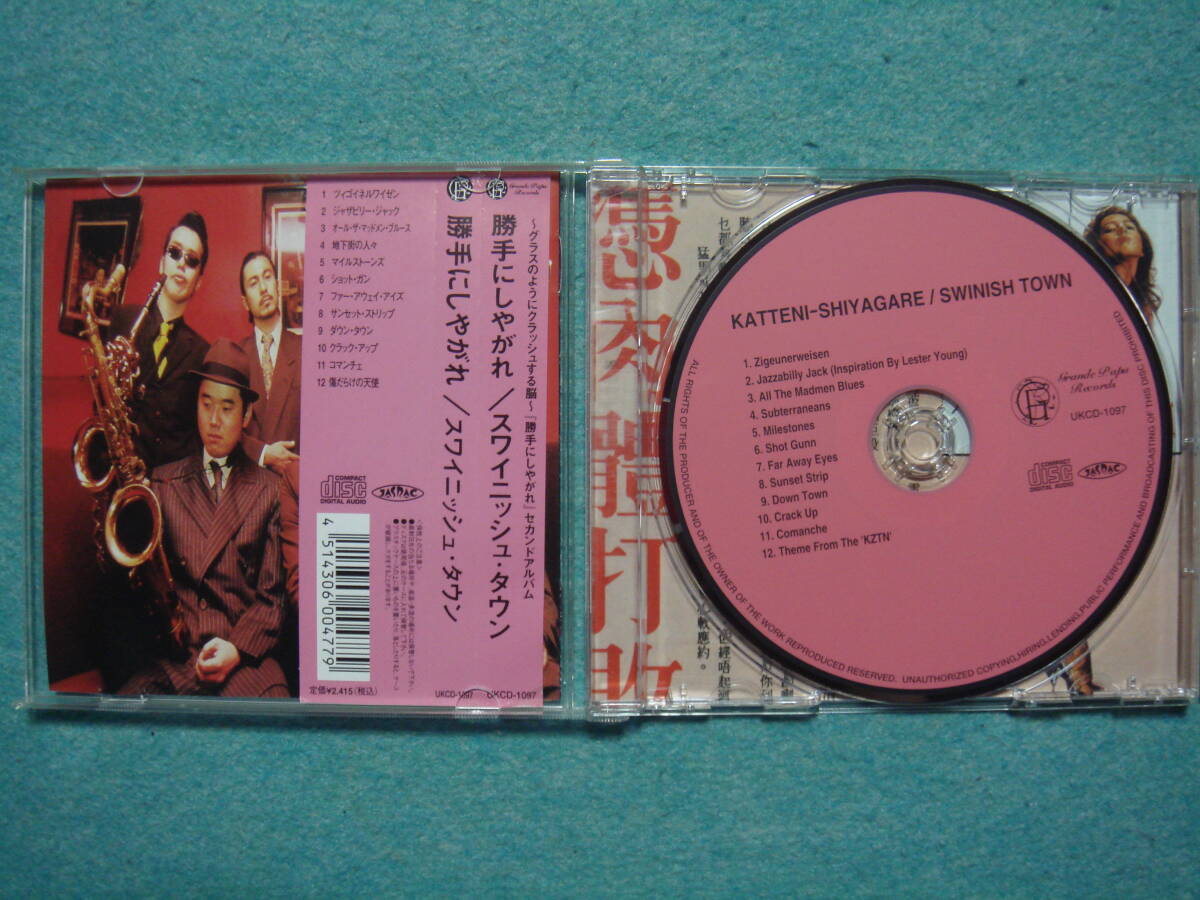 1 ツィゴイネルワイゼン
2 ジャザビリー・ジャック
3 オール・ザ・マッドメン・ブルース
4 地下街の人々
5 マイルストーンズ
6 ショット・ガン
7 ファー・アウェイ・アイズ
8 サンセット・ストリップ
9 ダウン・タウン
10 クラック・アップ
11 コマンチェ
12 傷だらけの天使
COMPACT
disc
DIGITAL AUDIO
JASRAC
4 514306 004779
定価¥2,415(税込)
UKCD-1097
Grande Papa
Records
〜グラスのようにクラッシュする脳〜『勝手にしやがれ』セカンドアルバム
勝手にしやがれ/スワイニッシュ・タウン
勝手にしやがれ/スワイニッシュ・タウン
UKCD-1097
KATTENI-SHIYAGARE / SWINISH TOWN
1. Zigeunerweisen
2. Jazzabilly Jack (Inspiration By Lester Young)
3. All The Madmen Blues
4. Subterraneans
5. Milestones
6. Shot Gunn
7. Far Away Eyes
8. Sunset Strip
9. Down Town
10. Crack Up
11. Comanche
12. Theme From The 'KZTN'
Grande Papa
Records
UKCD-1097
COMPACT
disc
DIGITAL AUDIO
JASRAC
ALL RIGHTS OF THE PRODUCER AND OF THE OWNER OF THE WORK REPRODUCED RESERVED. UNAUTHORIZED COPYING,HIRING,LENDING,PUBLIC PERFORMANCE AND BROADCASTING OF THIS DISC PROHIBITED
體打敗